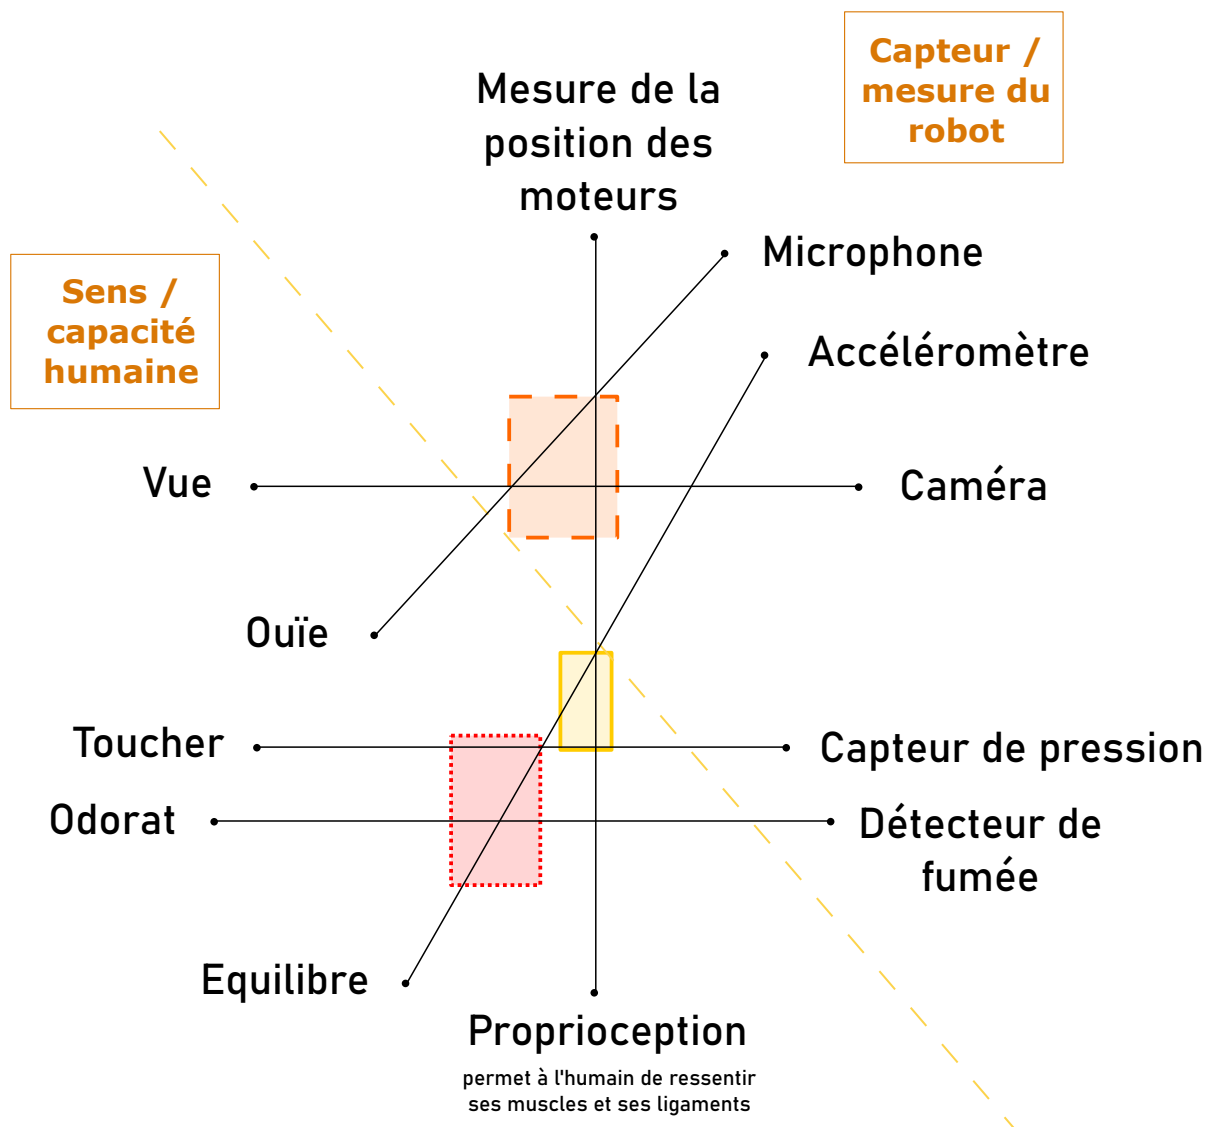 Capteur /
mesure du
robot
Mesure de la
position des
moteurs
Microphone
Sens /
capacité
humaine
Accéléromètre
Vue
Caméra
Ouïe
Toucher
Capteur de pression
Odorat
Détecteur de
fumée
Equilibre
Proprioception
permet à l'humain de ressentir
ses muscles et ses ligaments